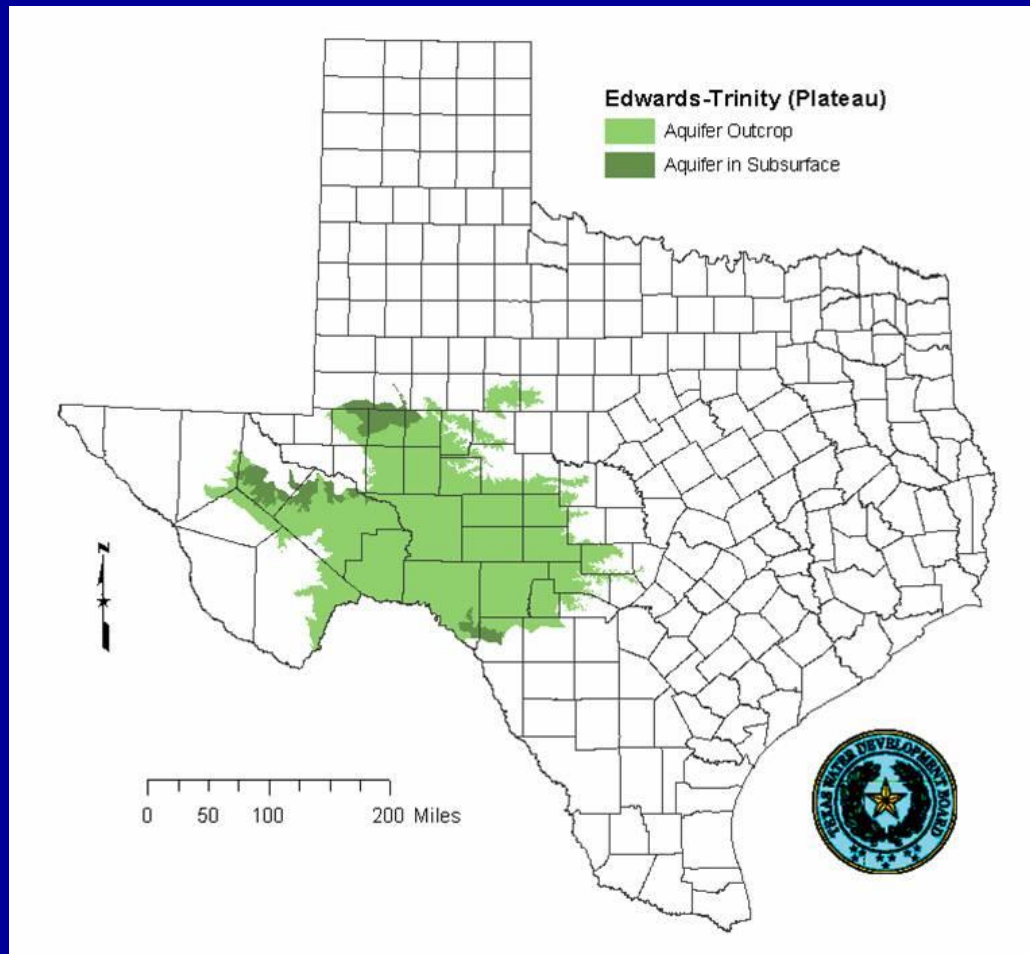 Edwards-Trinity (Plateau)
Aquifer Outcrop
Aquifer in Subsurface
N
0 50 100 200 Miles
TEXAS WATER DEVELOPMENT BOARD